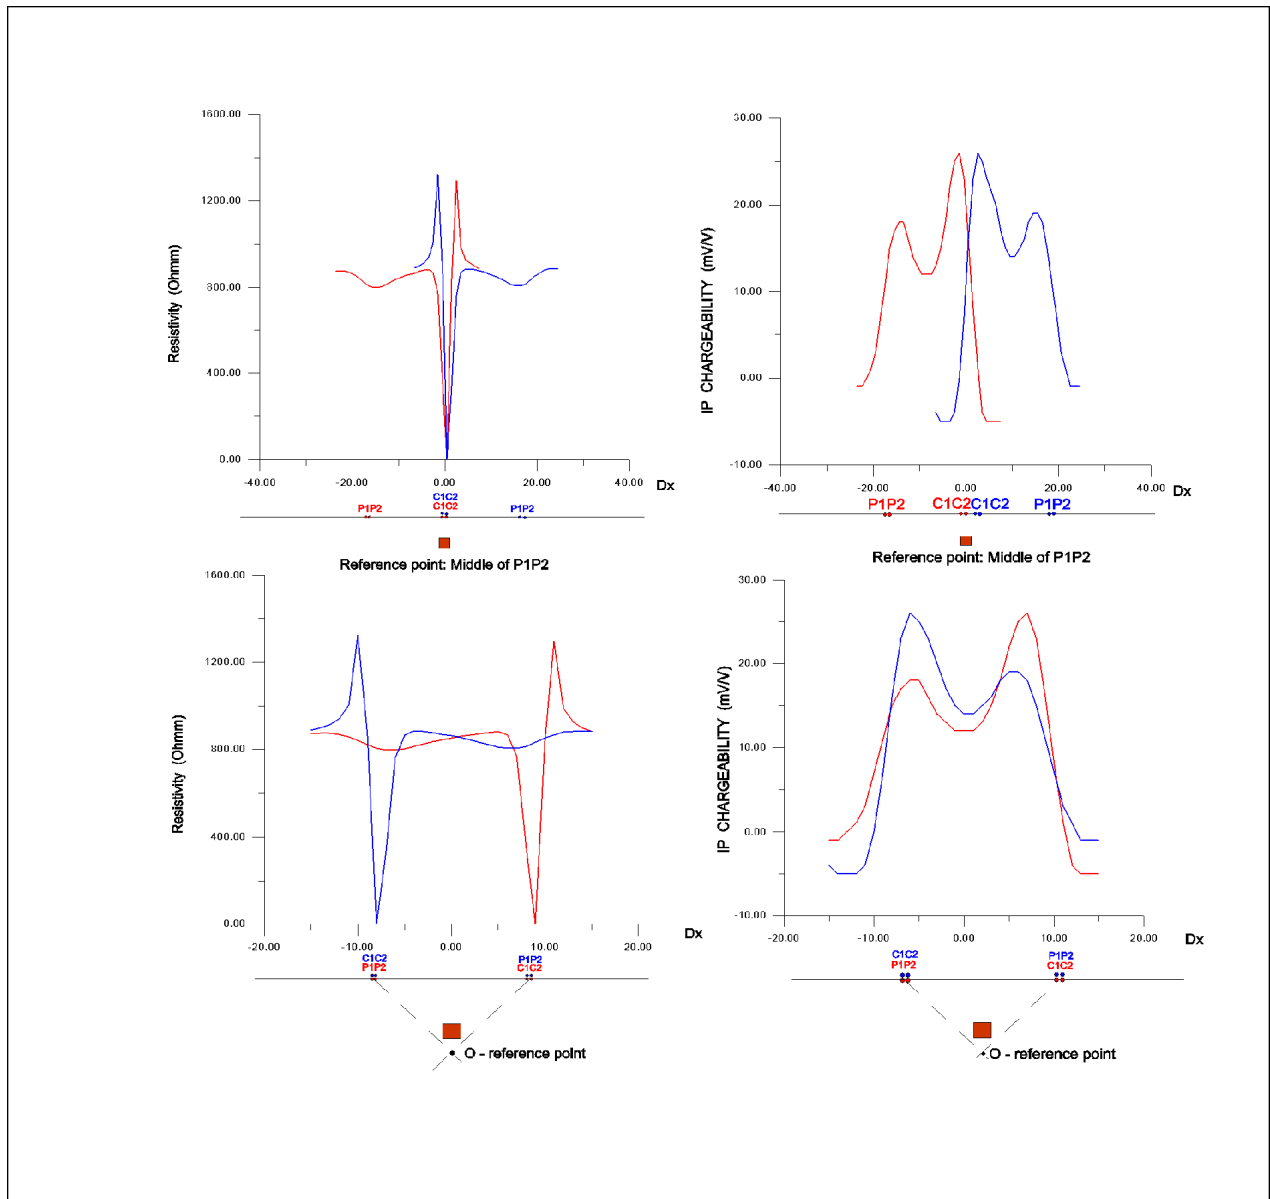 1600.00
1200.00
800.00
400.00
0.00
Resistivity (Ohmm)
-40.00 -20.00 0.00 20.00 40.00
Dx
C1C2
P1P2 C1C2 P1P2
Reference point: Middle of P1P2
30.00
20.00
10.00
0.00
-10.00
IP CHARGEABILITY (mV/V)
-40.00 -20.00 0.00 20.00 40.00
Dx
P1P2 C1C2 C1C2 P1P2
Reference point: Middle of P1P2
1600.00
1200.00
800.00
400.00
0.00
Resistivity (Ohmm)
-20.00 -10.00 0.00 10.00 20.00
Dx
C1C2 P1P2
P1P2 C1C2
O - reference point
30.00
20.00
10.00
0.00
-10.00
IP CHARGEABILITY (mV/V)
-20.00 -10.00 0.00 10.00 20.00
Dx
C1C2 P1P2
P1P2 C1C2
O - reference point